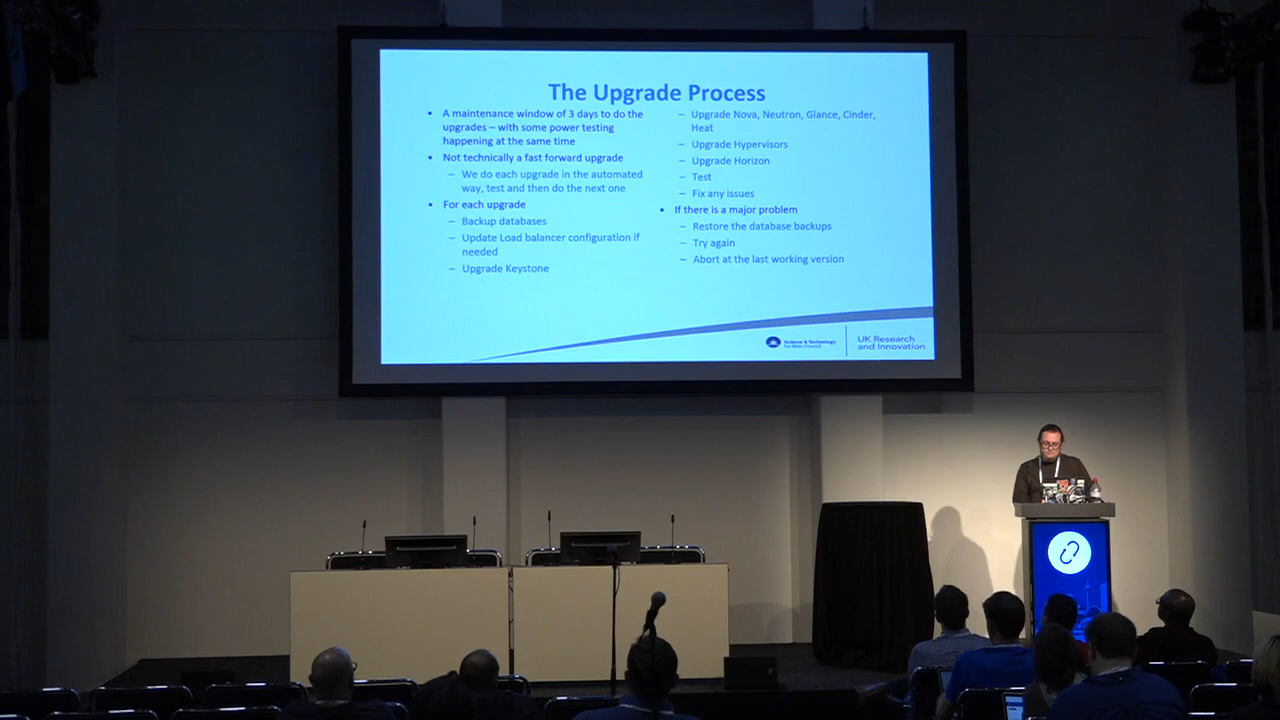 The Upgrade Process
• A maintenance window of 3 days to do the
upgrades – with some power testing
happening at the same time
• Not technically a fast forward upgrade
– We do each upgrade in the automated
way, test and then do the next one
• For each upgrade
– Backup databases
– Update Load balancer configuration if
needed
– Upgrade Keystone
– Upgrade Nova, Neutron, Glance, Cinder,
Heat
– Upgrade Hypervisors
– Upgrade Horizon
– Test
– Fix any issues
• If there is a major problem
– Restore the database backups
– Try again
– Abort at the last working version
Science & Technology
Facilities Council
UK Research
and Innovation